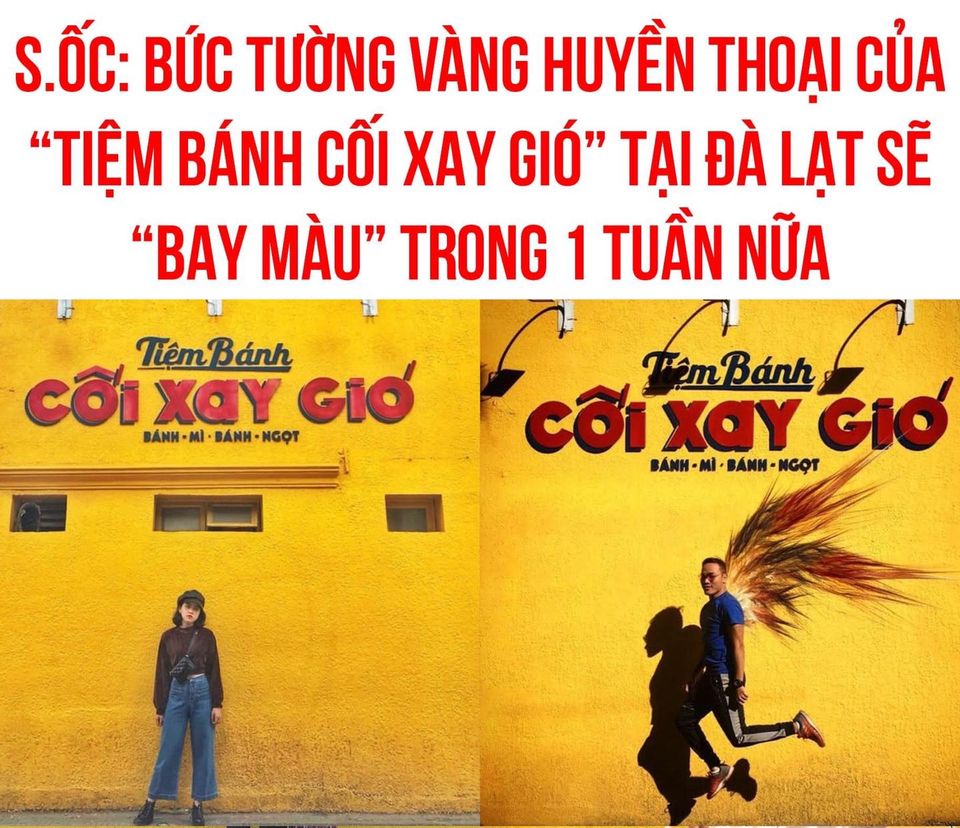 S.ỐC: BỨC TƯỜNG VÀNG HUYỀN THOẠI CỦA
“TIỆM BÁNH CỐI XAY GIÓ” TẠI ĐÀ LẠT SẼ
“BAY MÀU” TRONG 1 TUẦN NỮA
Tiệm Bánh
CỐI XAY GIÓ
BÁNH - MÌ · BÁNH - NGỌT
Tiệm Bánh
CỐI XAY GIÓ
BÁNH - MÌ · BÁNH - NGỌT